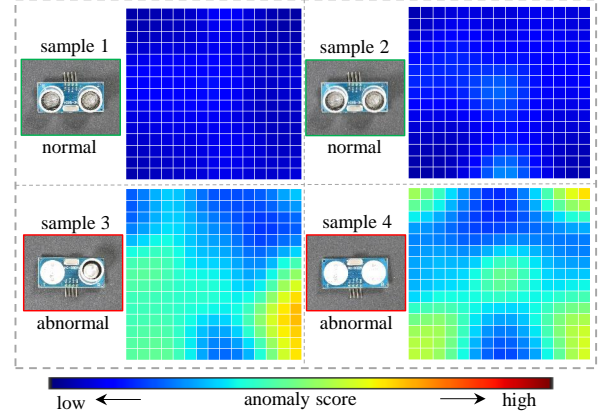 sample 1
normal
sample 2
normal
sample 3
abnormal
sample 4
abnormal
low
anomaly score
high